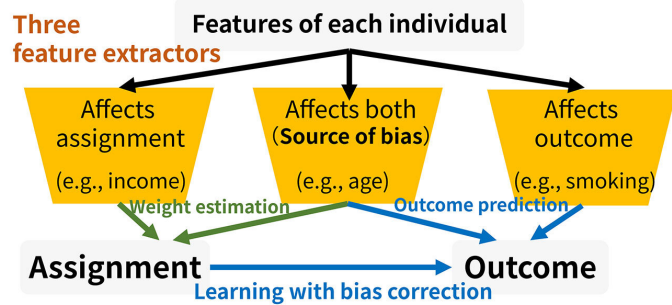 Three
feature extractors
Features of each individual
Affects
assignment
(e.g., income)
Affects both
（Source of bias）
(e.g., age)
Affects
outcome
(e.g., smoking)
Weight estimation
Outcome prediction
Assignment
Outcome
Learning with bias correction